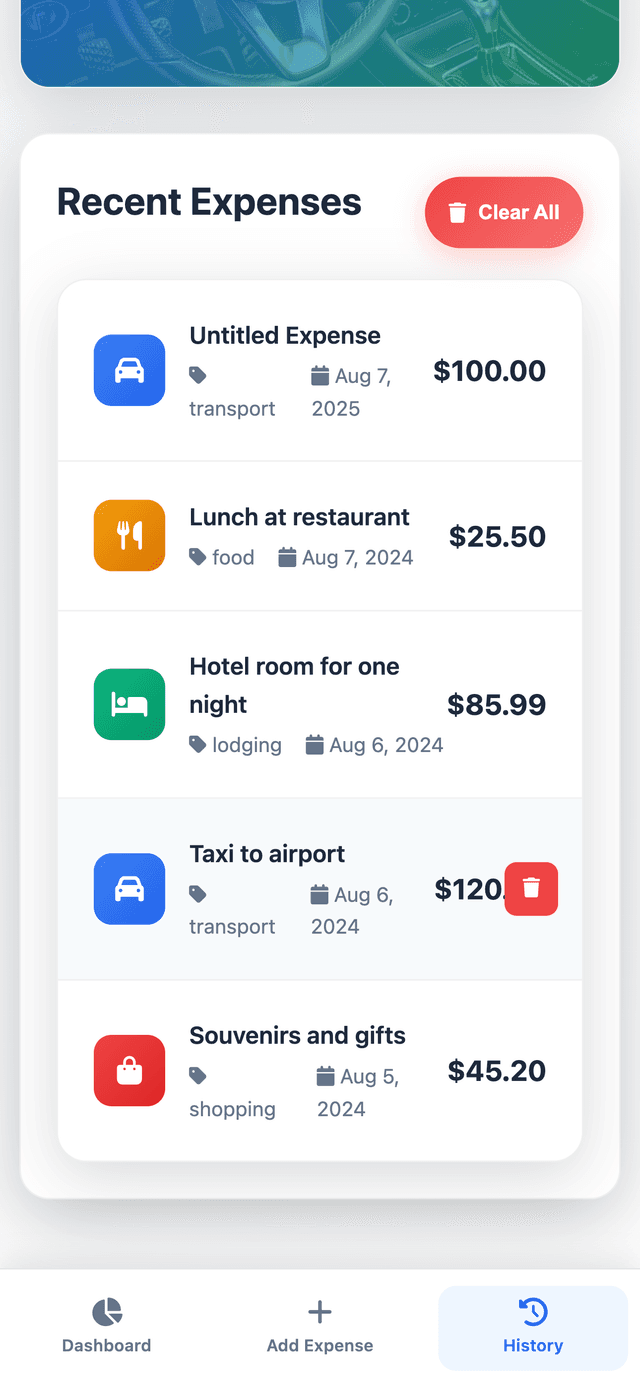 Recent Expenses
Clear All
Untitled Expense
transport
Aug 7,
2025
$100.00
Lunch at restaurant
food
Aug 7, 2024
$25.50
Hotel room for one
night
lodging
Aug 6, 2024
$85.99
Taxi to airport
transport
Aug 6,
2024
$120.
Souvenirs and gifts
shopping
Aug 5,
2024
$45.20
Dashboard
Add Expense
History